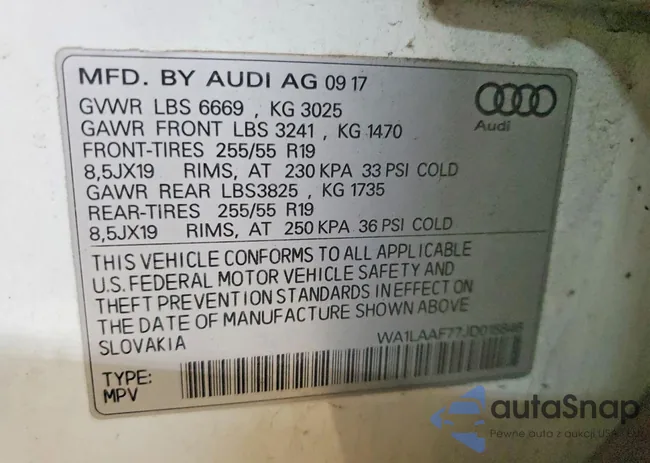 MFD. BY AUDI AG 09 17
GVWR LBS 6669 , KG 3025
GAWR FRONT LBS 3241 , KG 1470
FRONT-TIRES 255/55 R19
8,5JX19 RIMS, AT 230 KPA 33 PSI COLD
GAWR REAR LBS3825 , KG 1735
REAR-TIRES 255/55 R19
8,5JX19 RIMS, AT 250 KPA 36 PSI COLD
Audi
THIS VEHICLE CONFORMS TO ALL APPLICABLE
U.S. FEDERAL MOTOR VEHICLE SAFETY AND
THEFT PREVENTION STANDARDS IN EFFECT ON
THE DATE OF MANUFACTURE SHOWN ABOVE
SLOVAKIA
TYPE:
MPV
autaSnap
Pewne auta z aukcji